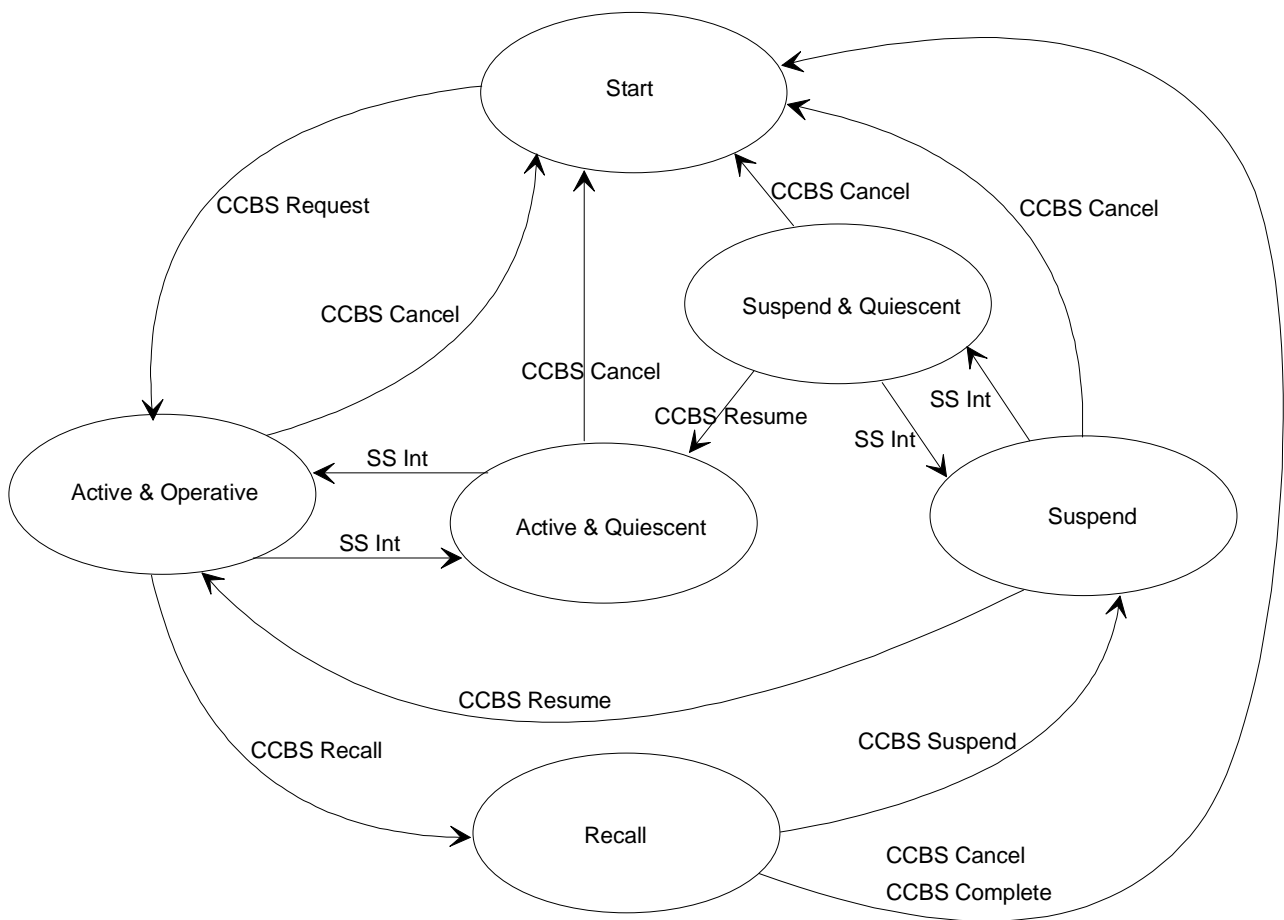 Start
CCBS Request
CCBS Cancel
CCBS Cancel
Suspend & Quiescent
CCBS Cancel
CCBS Cancel
CCBS Resume
SS Int
SS Int
SS Int
Active & Operative
Active & Quiescent
Suspend
SS Int
CCBS Resume
CCBS Recall
CCBS Suspend
Recall
CCBS Cancel
CCBS Complete